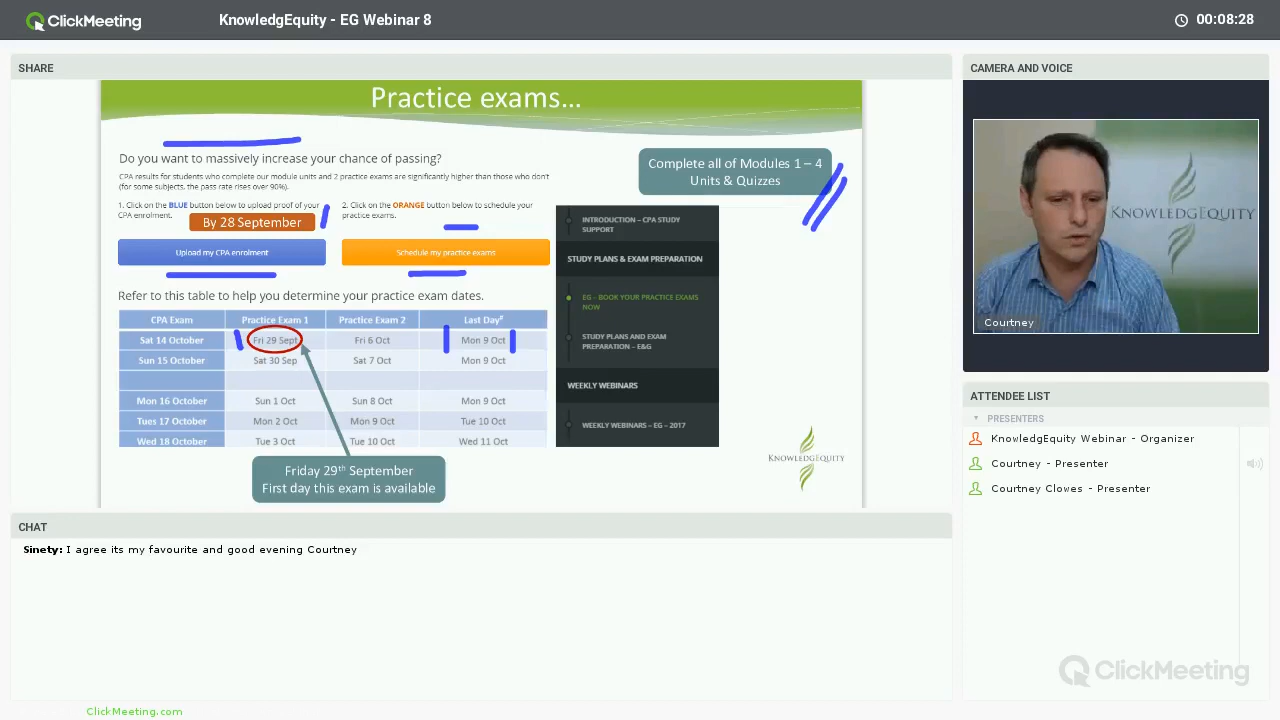 ClickMeeting
KnowledgEquity - EG Webinar 8
00:08:28
SHARE
Practice exams…
Do you want to massively increase your chance of passing?
CPA results for students who complete our module units and 2 practice exams are significantly higher than those who don't
(for some subjects, the pass rate rises over 90%).
1. Click on the BLUE button below to upload proof of your
CPA enrolment.
By 28 September
2. Click on the ORANGE button below to schedule your
practice exams.
Upload my CPA enrolment
Schedule my practice exams
Refer to this table to help you determine your practice exam dates.
CPA Exam Practice Exam 1 Practice Exam 2 Last Day#
Sat 14 October Fri 29 Sept Fri 6 Oct Mon 9 Oct
Sun 15 October Sat 30 Sep Sat 7 Oct Mon 9 Oct
Mon 16 October Sun 1 Oct Sun 8 Oct Mon 9 Oct
Tues 17 October Mon 2 Oct Mon 9 Oct Tue 10 Oct
Wed 18 October Tue 3 Oct Tue 10 Oct Wed 11 Oct
Friday 29th September
First day this exam is available
Complete all of Modules 1 – 4
Units & Quizzes
INTRODUCTION – CPA STUDY
SUPPORT
STUDY PLANS & EXAM PREPARATION
EG – BOOK YOUR PRACTICE EXAMS
NOW
STUDY PLANS AND EXAM
PREPARATION – E&G
WEEKLY WEBINARS
WEEKLY WEBINARS – EG – 2017
KNOWLEDGEQUITY
CAMERA AND VOICE
KNOWLEDGEQUITY
Courtney
ATTENDEE LIST
PRESENTERS
KnowledgEquity Webinar - Organizer
Courtney - Presenter
Courtney Clowes - Presenter
CHAT
Sinety: I agree its my favourite and good evening Courtney
ClickMeeting
ClickMeeting.com